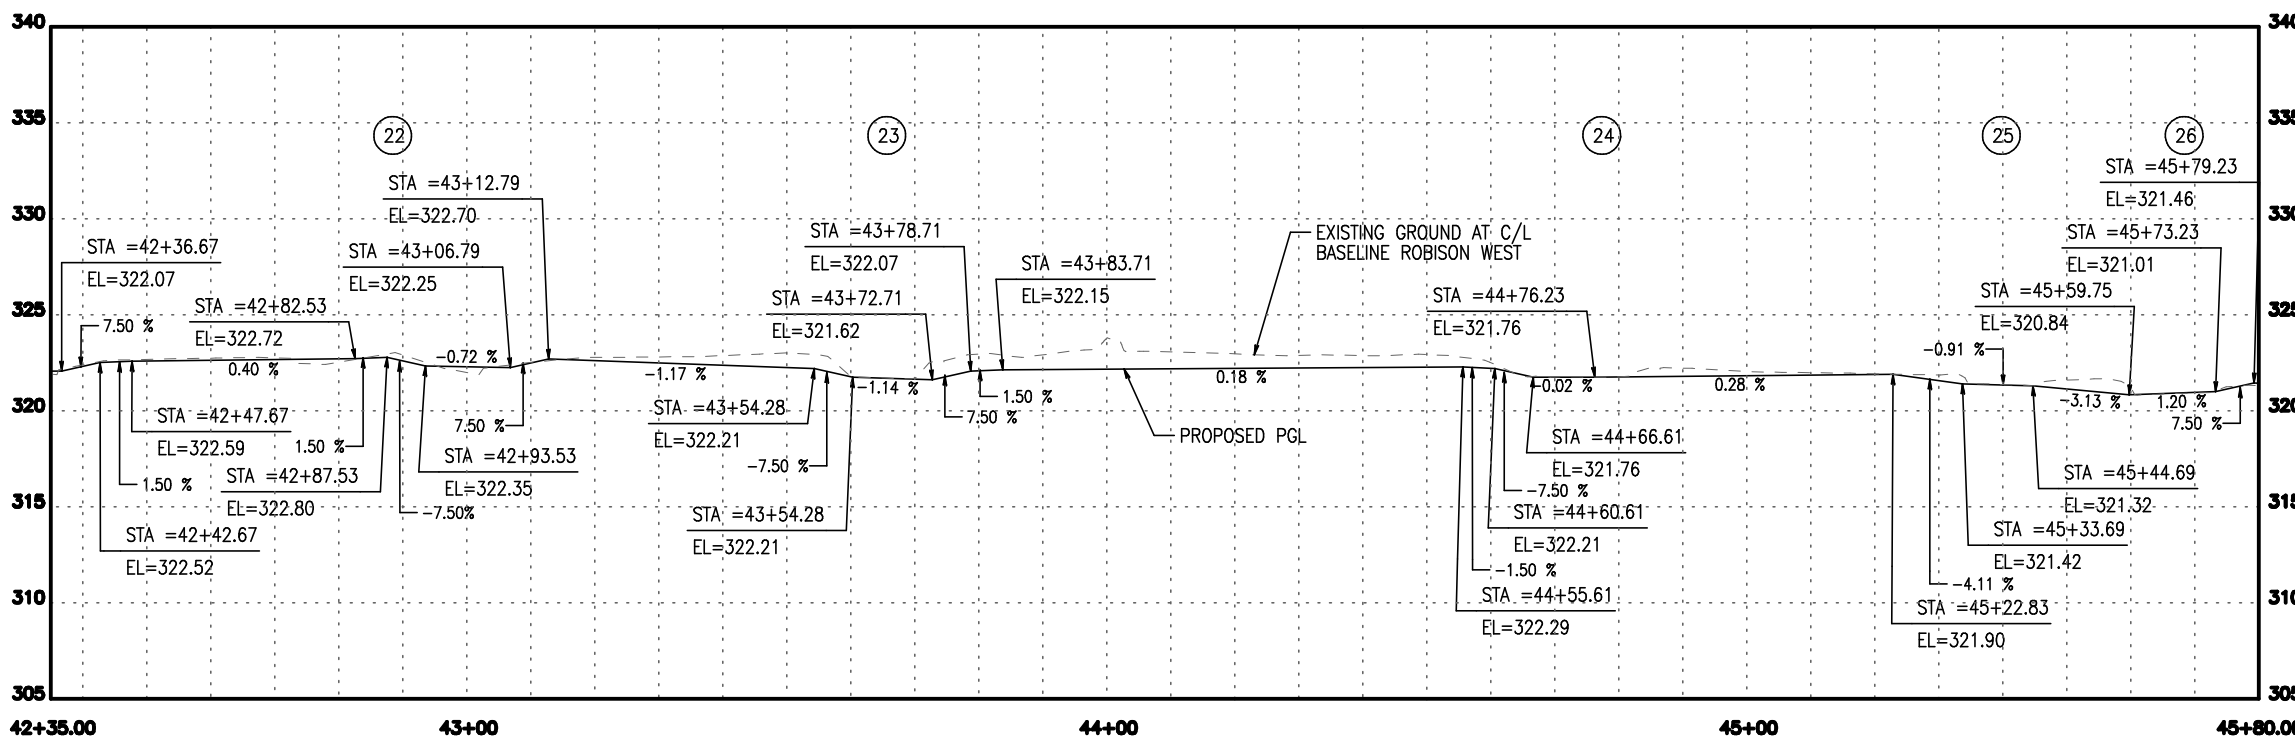 340
340
335
335
330
330
325
325
320
320
315
315
310
310
305
305
22
23
24
25
26
STA =42+36.67
EL=322.07
7.50 %
STA =42+82.53
EL=322.72
0.40 %
STA =42+47.67
EL=322.59
1.50 %
STA =42+42.67
EL=322.52
1.50 %
STA =42+87.53
EL=322.80
STA =43+12.79
EL=322.70
STA =43+06.79
EL=322.25
-0.72 %
7.50 %
STA =42+93.53
EL=322.35
-7.50%
-1.17 %
STA =43+54.28
EL=322.21
-7.50 %
STA =43+54.28
EL=322.21
STA =43+78.71
EL=322.07
STA =43+72.71
EL=321.62
-1.14 %
STA =43+83.71
EL=322.15
1.50 %
7.50 %
EXISTING GROUND AT C/L
BASELINE ROBISON WEST
0.18 %
PROPOSED PGL
STA =44+76.23
EL=321.76
-0.02 %
0.28 %
STA =44+66.61
EL=321.76
-7.50 %
STA =44+60.61
EL=322.21
-1.50 %
STA =44+55.61
EL=322.29
STA =45+79.23
EL=321.46
STA =45+73.23
EL=321.01
STA =45+59.75
EL=320.84
-0.91 %
-3.13 %
1.20 %
7.50 %
STA =45+44.69
EL=321.32
STA =45+33.69
EL=321.42
-4.11 %
STA =45+22.83
EL=321.90
42+35.00
43+00
44+00
45+00
45+80.00